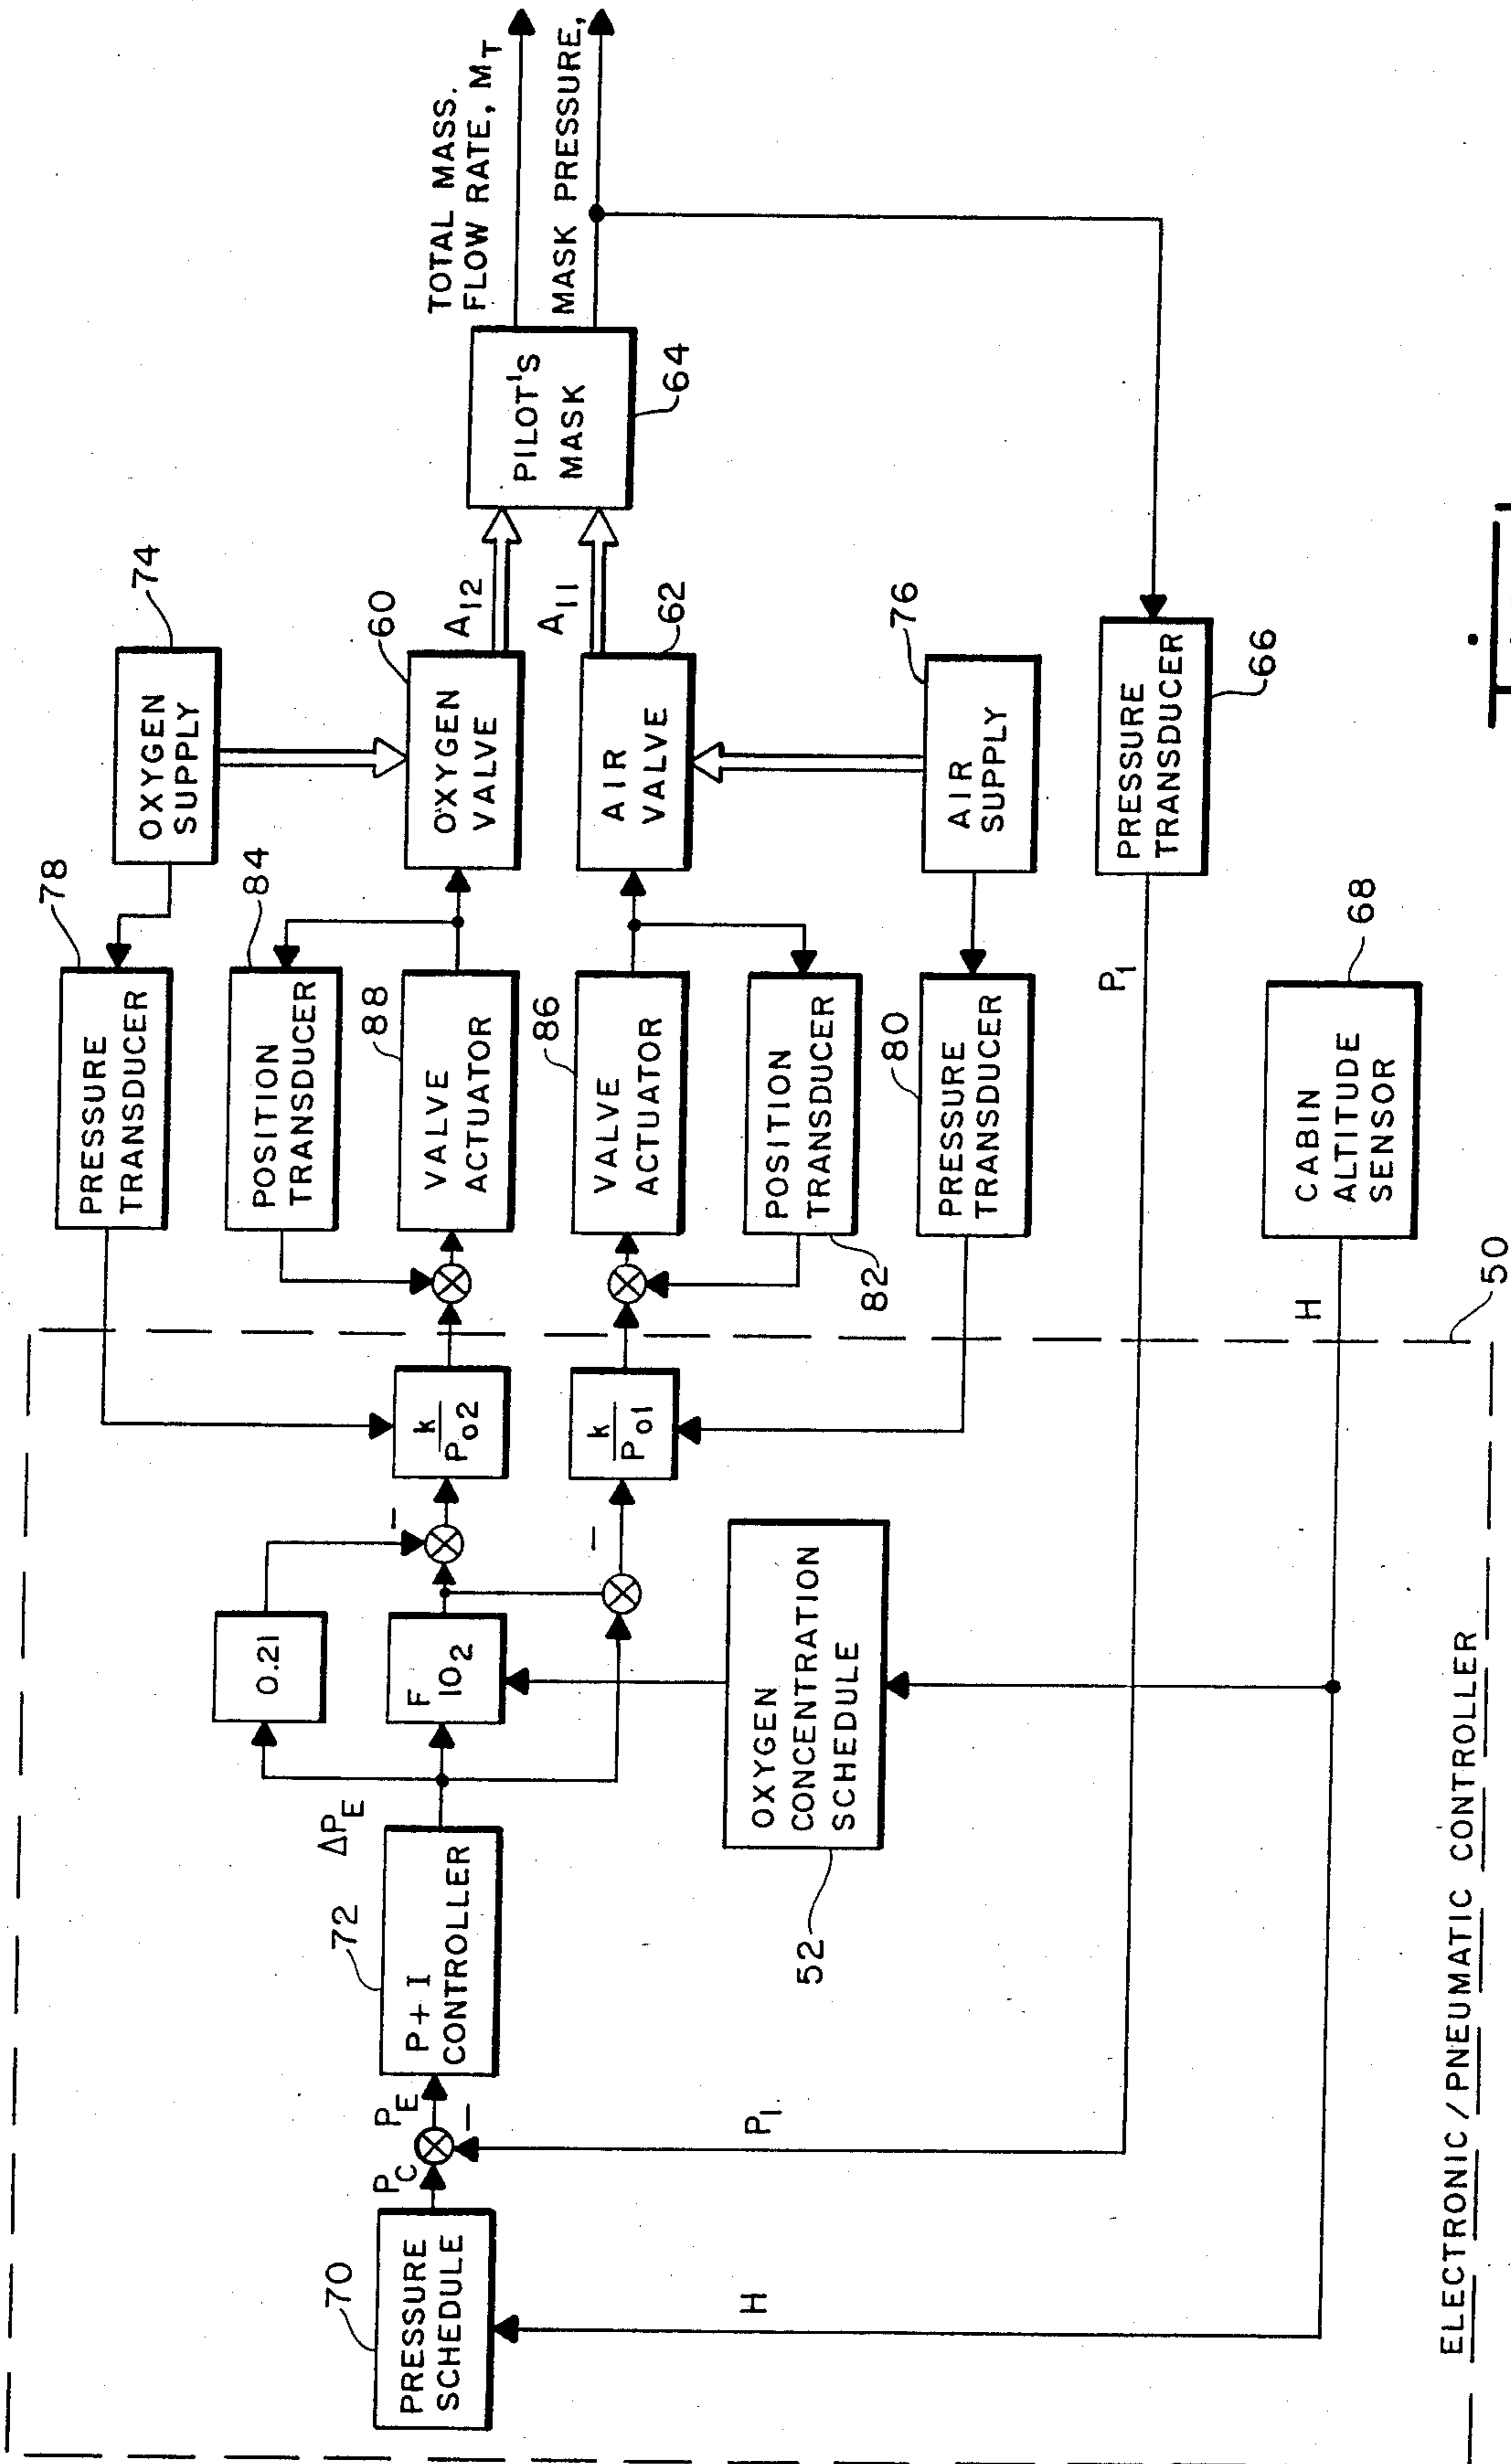 TOTAL MASS.
FLOW RATE, MT
MASK PRESSURE,
PILOT'S
MASK
64
74
OXYGEN
SUPPLY
60
OXYGEN
VALVE
A12
A11
62
AIR
VALVE
76
AIR
SUPPLY
PRESSURE
TRANSDUCER
66
78
PRESSURE
TRANSDUCER
84
POSITION
TRANSDUCER
88
VALVE
ACTUATOR
86
VALVE
ACTUATOR
POSITION
TRANSDUCER
82
80
PRESSURE
TRANSDUCER
P1
68
CABIN
ALTITUDE
SENSOR
H
50
k
Po2
k
Po1
−
−
0.21
F
IO2
OXYGEN
CONCENTRATION
SCHEDULE
52
ΔPE
72
P+I
CONTROLLER
PE
−
PC
P1.
70
PRESSURE
SCHEDULE
H
ELECTRONIC/PNEUMATIC CONTROLLER